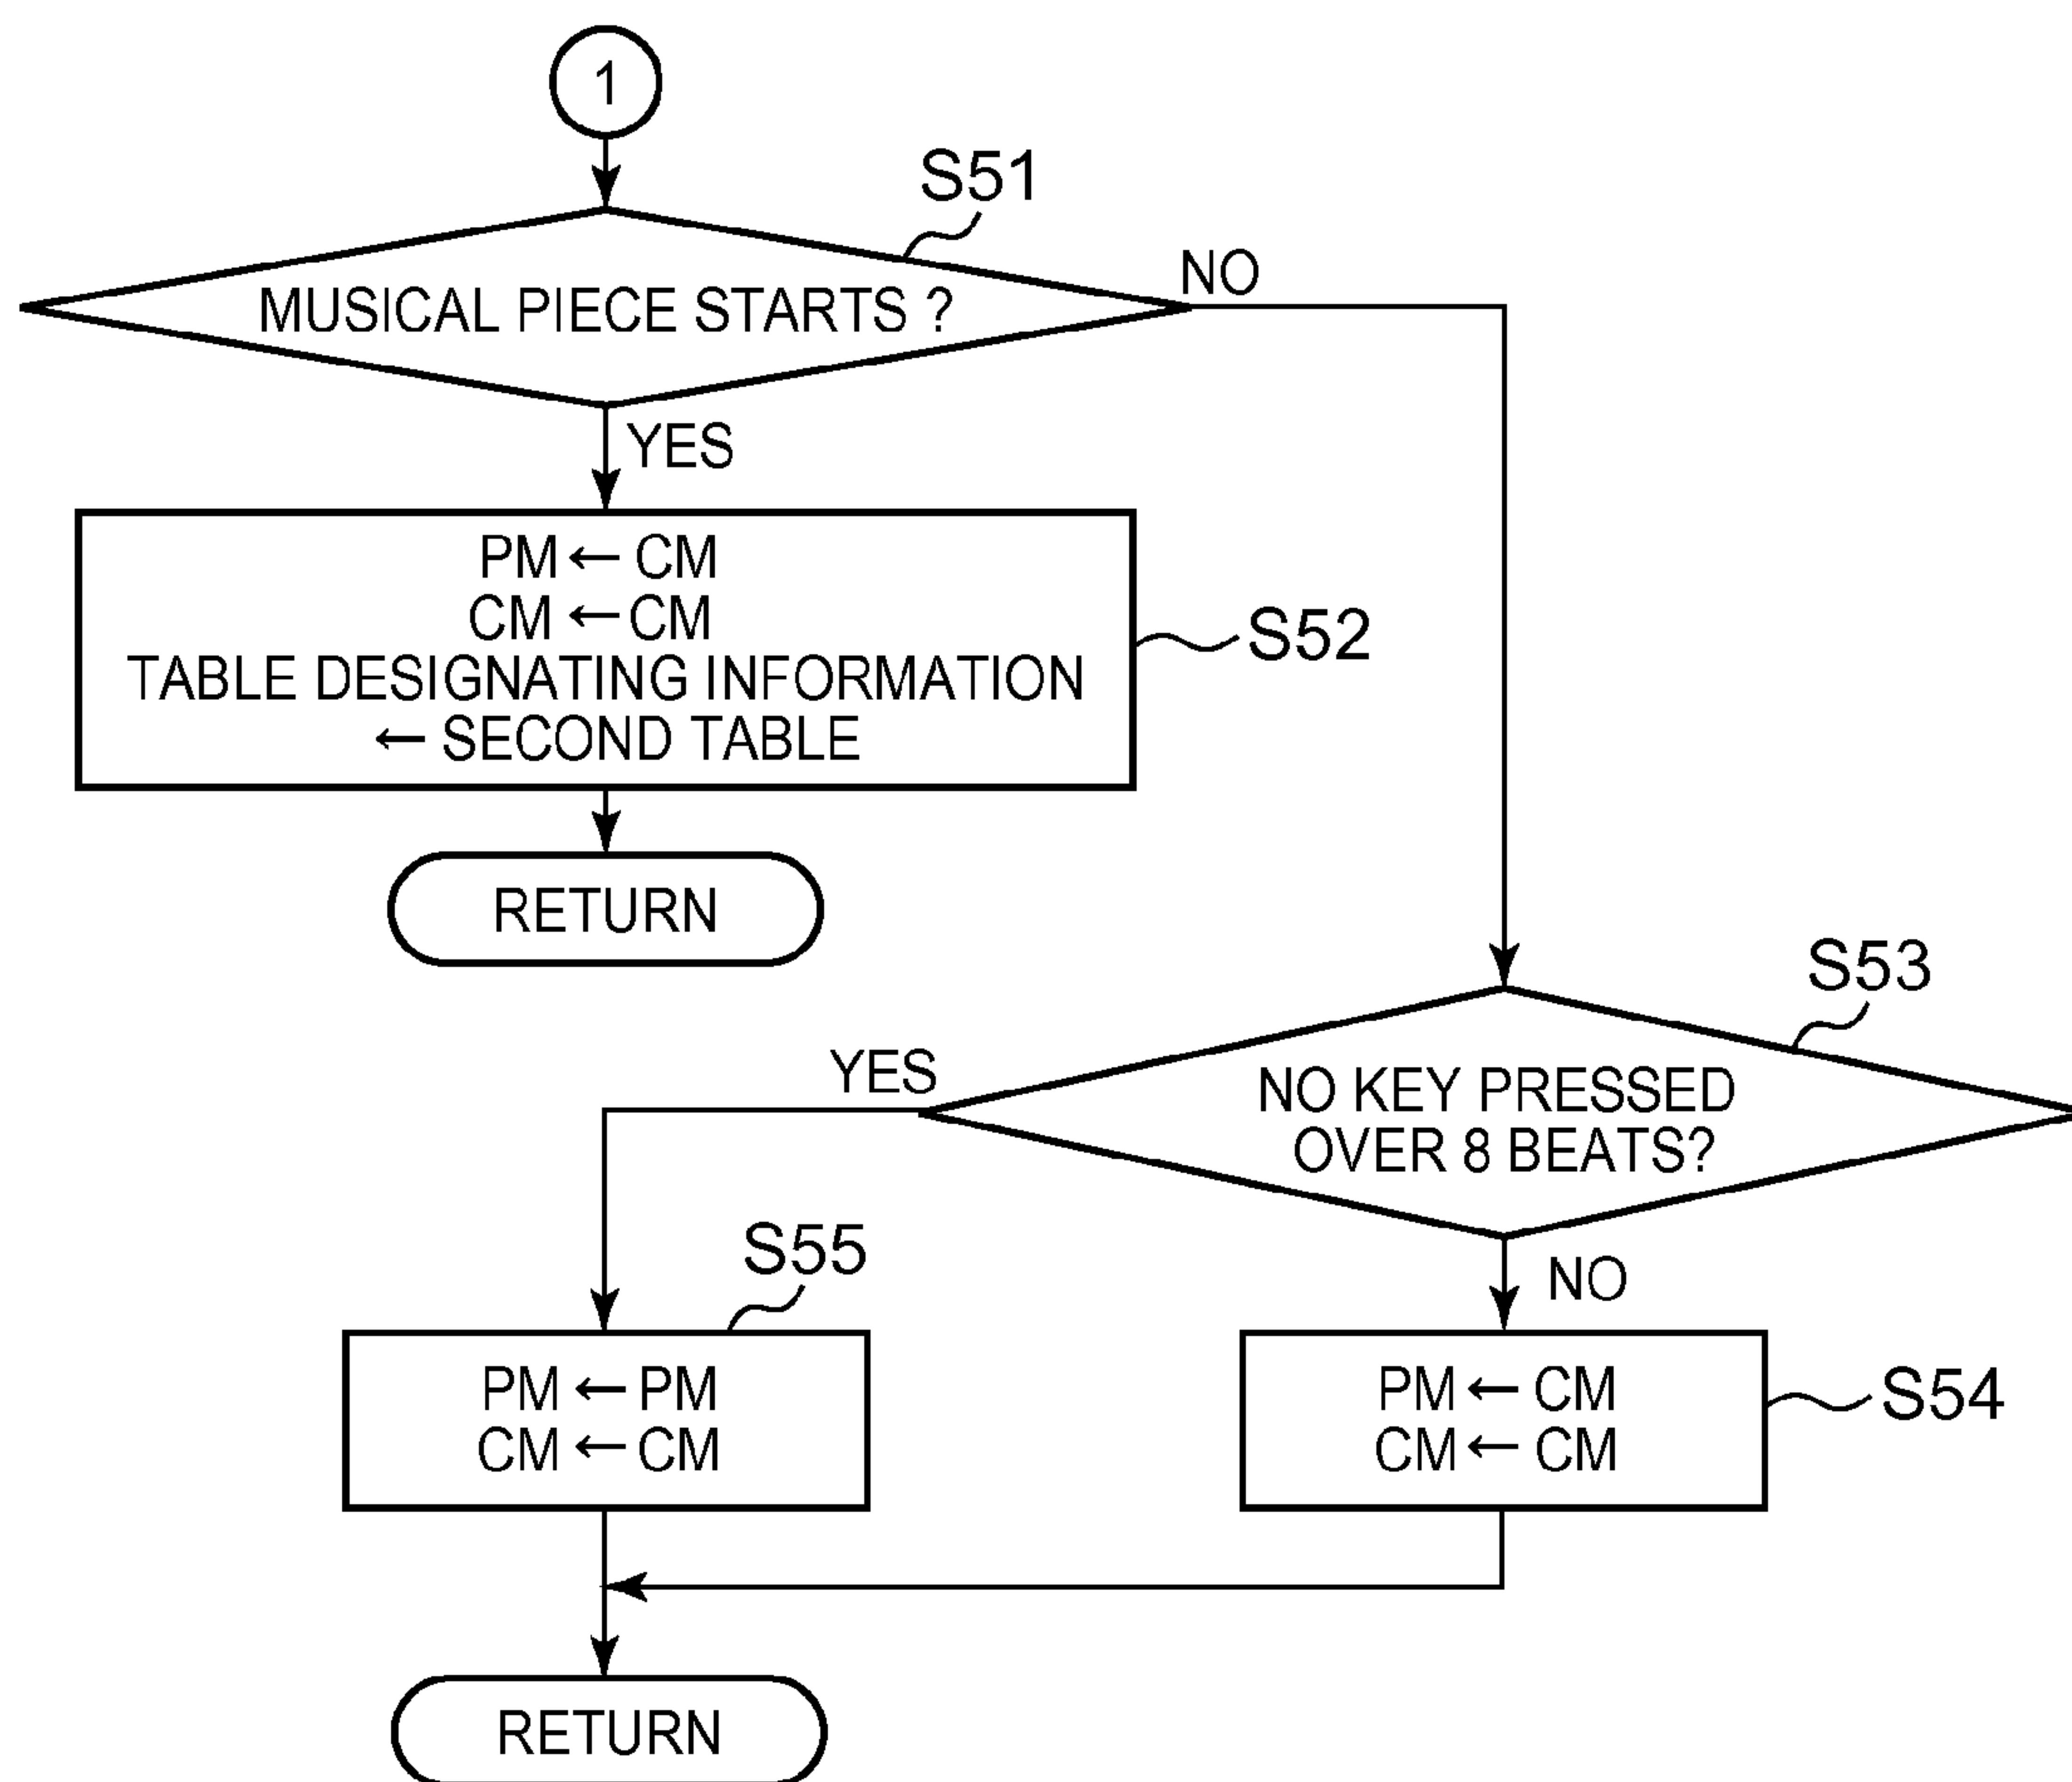 1
S51
MUSICAL PIECE STARTS ?
NO
YES
PM ← CM
CM ← CM
TABLE DESIGNATING INFORMATION
← SECOND TABLE
S52
RETURN
S53
NO KEY PRESSED
OVER 8 BEATS?
YES
NO
S55
PM ← PM
CM ← CM
PM ← CM
CM ← CM
S54
RETURN